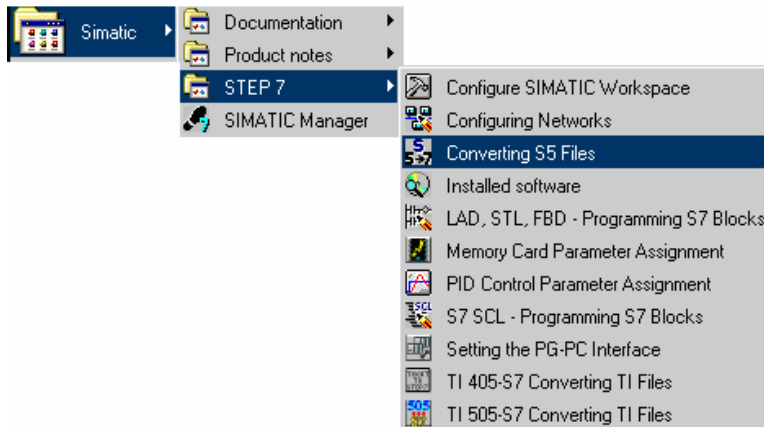 Simatic
Documentation
Product notes
STEP 7
SIMATIC Manager
Configure SIMATIC Workspace
Configuring Networks
Converting S5 Files
Installed software
LAD, STL, FBD - Programming S7 Blocks
Memory Card Parameter Assignment
PID Control Parameter Assignment
S7 SCL - Programming S7 Blocks
Setting the PG-PC Interface
TI 405-S7 Converting TI Files
TI 505-S7 Converting TI Files